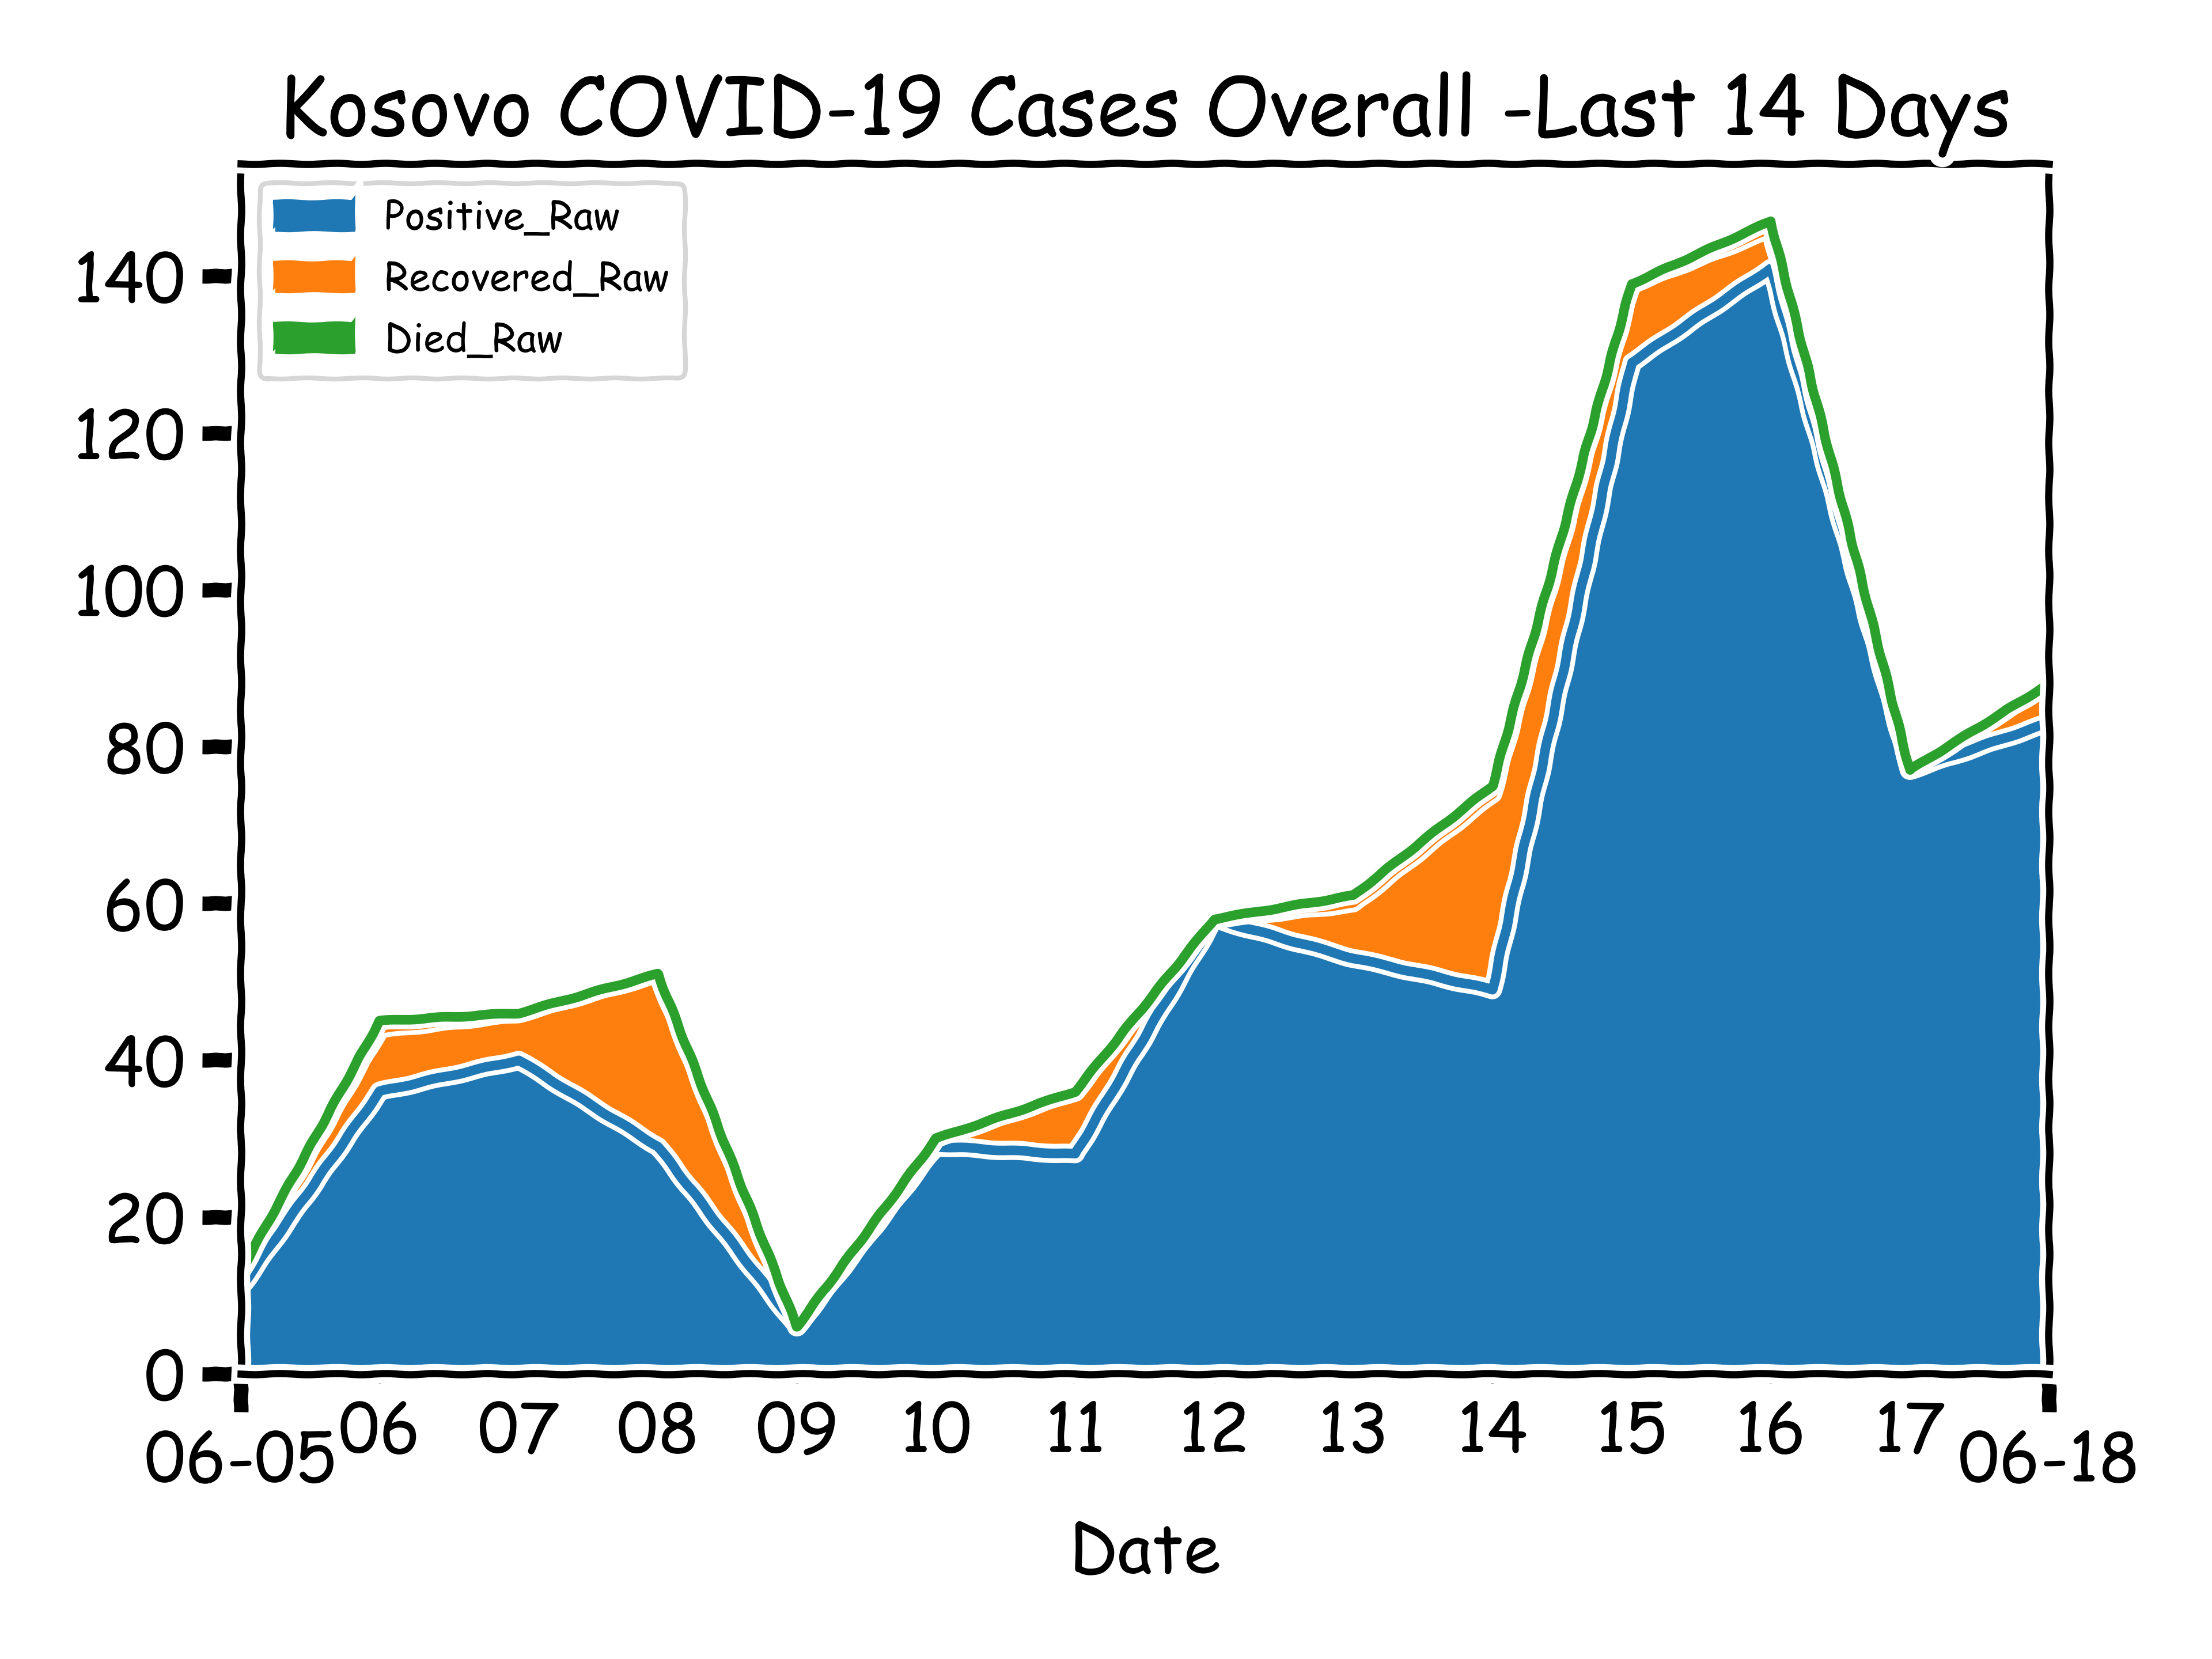 Kosovo COVID-19 Cases Overall -Last 14 Days
Positive_Raw
Recovered_Raw
Died_Raw
140
120
100
80
60
40
20
0
06-05 06 07 08 09 10 11 12 13 14 15 16 17 06-18
Date